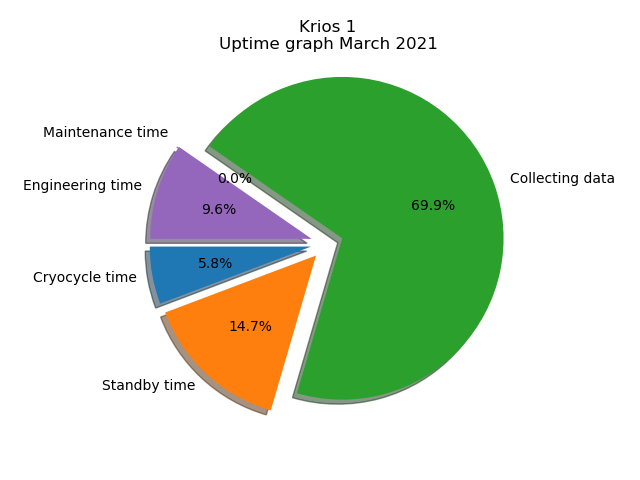 Krios 1
Uptime graph March 2021
Maintenance time
0.0%
Collecting data
69.9%
Engineering time
9.6%
Cryocycle time
5.8%
14.7%
Standby time